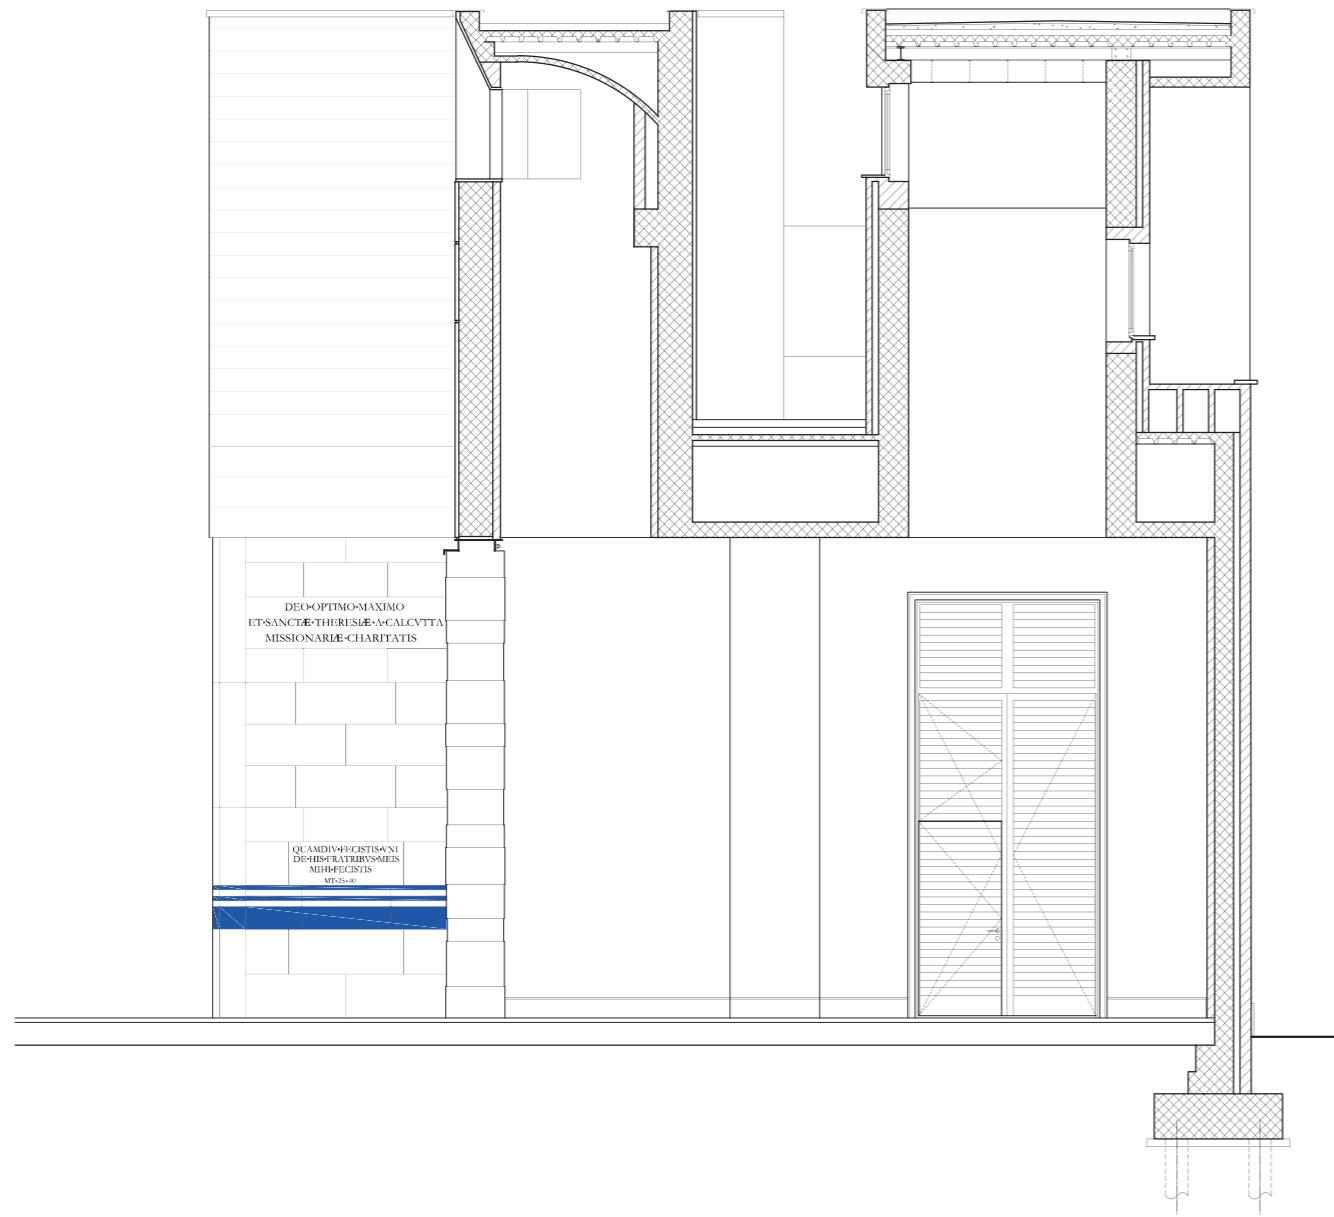 DEO•OPTIMO•MAXIMO
ET•SANCTÆ•THERESIÆ•A•CALCVTTA
MISSIONARIÆ•CHARITATIS
QUAMDIV•FECISTIS•VNI
DE•HIS•FRATRIBVS•MEIS
MIHI•FECISTIS
MT•25•40